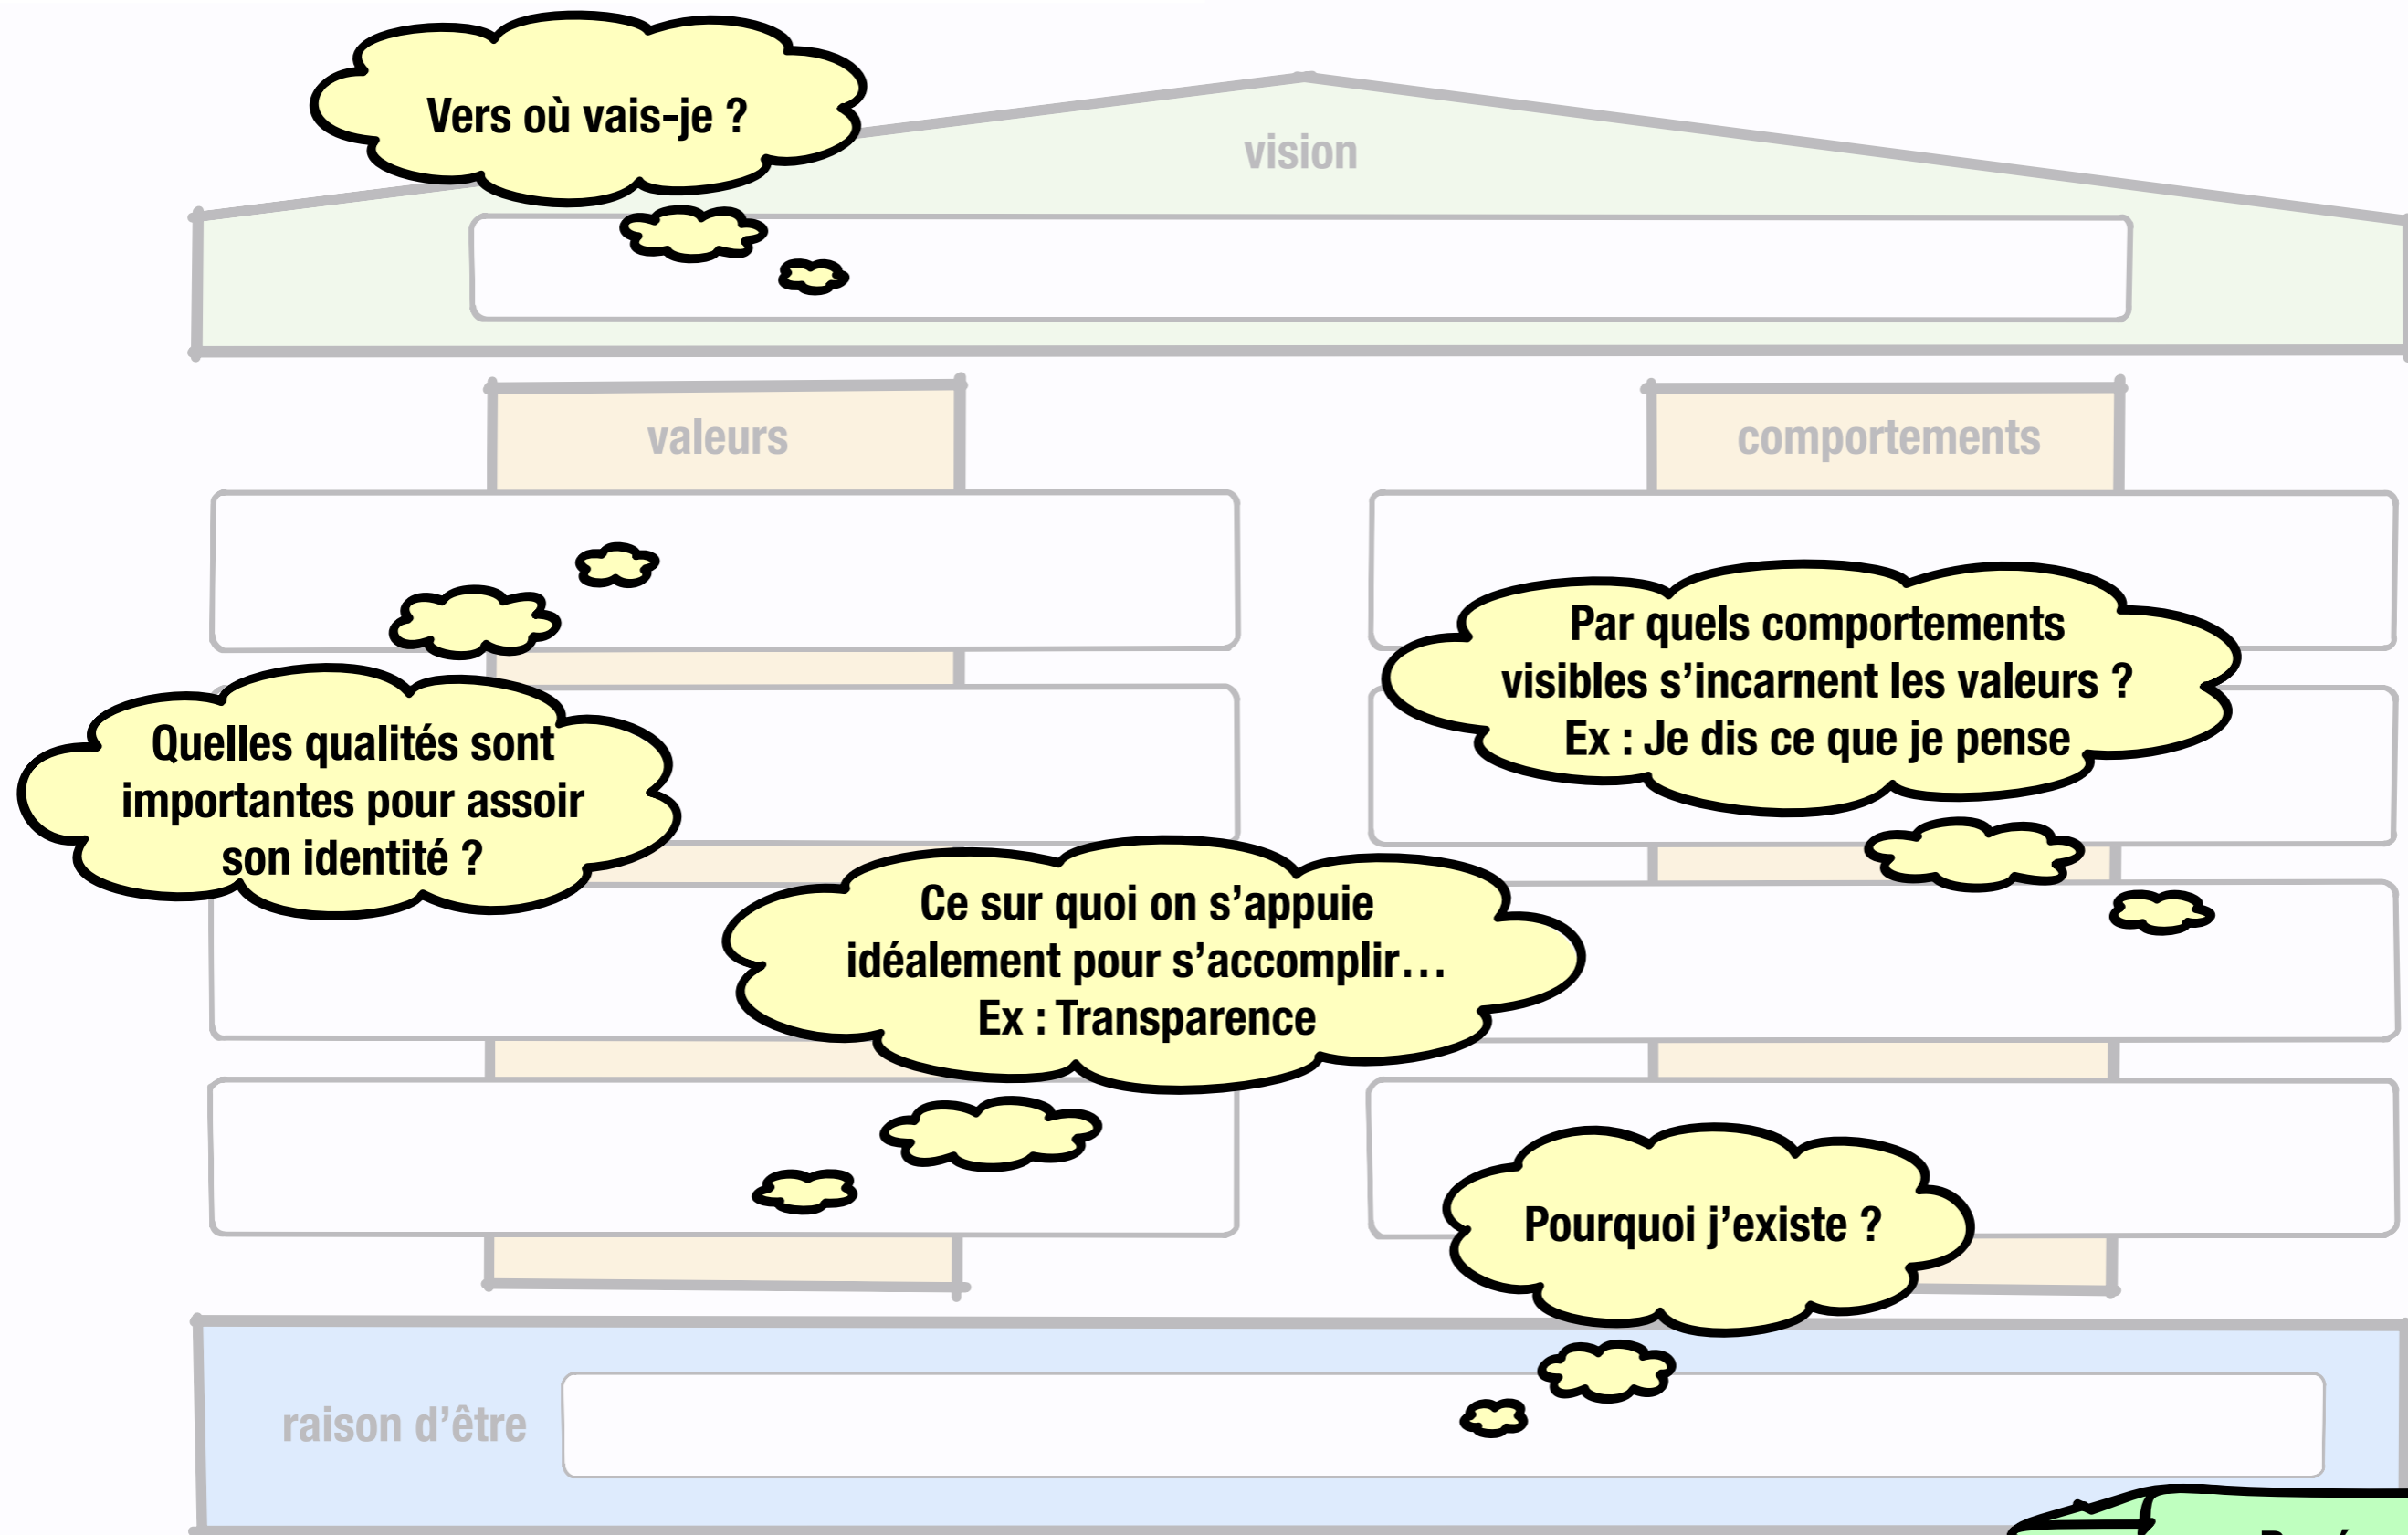 Vers où vais-je ?
vision
valeurs
comportements
Par quels comportements
visibles s’incarnent les valeurs ?
Ex : Je dis ce que je pense
Quelles qualités sont
importantes pour assoir
son identité ?
Ce sur quoi on s’appuie
idéalement pour s’accomplir…
Ex : Transparence
Pourquoi j’existe ?
raison d’être